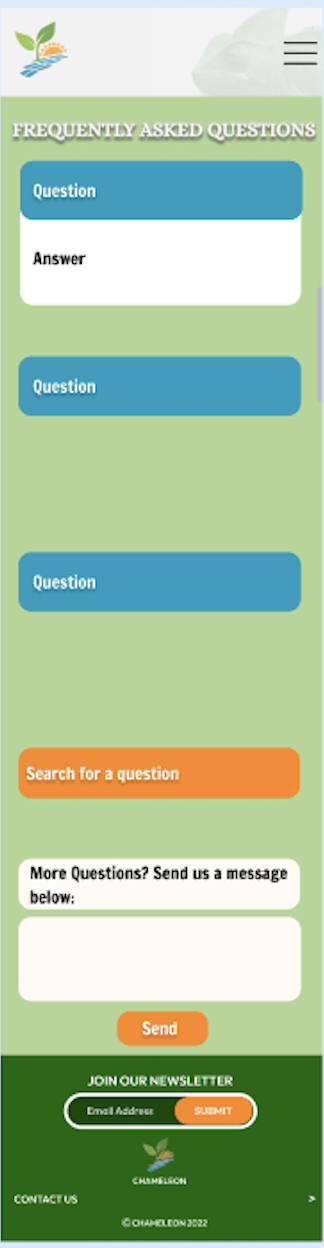 FREQUENTLY ASKED QUESTIONS
Question
Answer
Question
Question
Search for a question
More Questions? Send us a message
below:
Send
JOIN OUR NEWSLETTER
Email Address SUBMIT
CHAMELEON
CONTACT US >
© CHAMELEON 2022